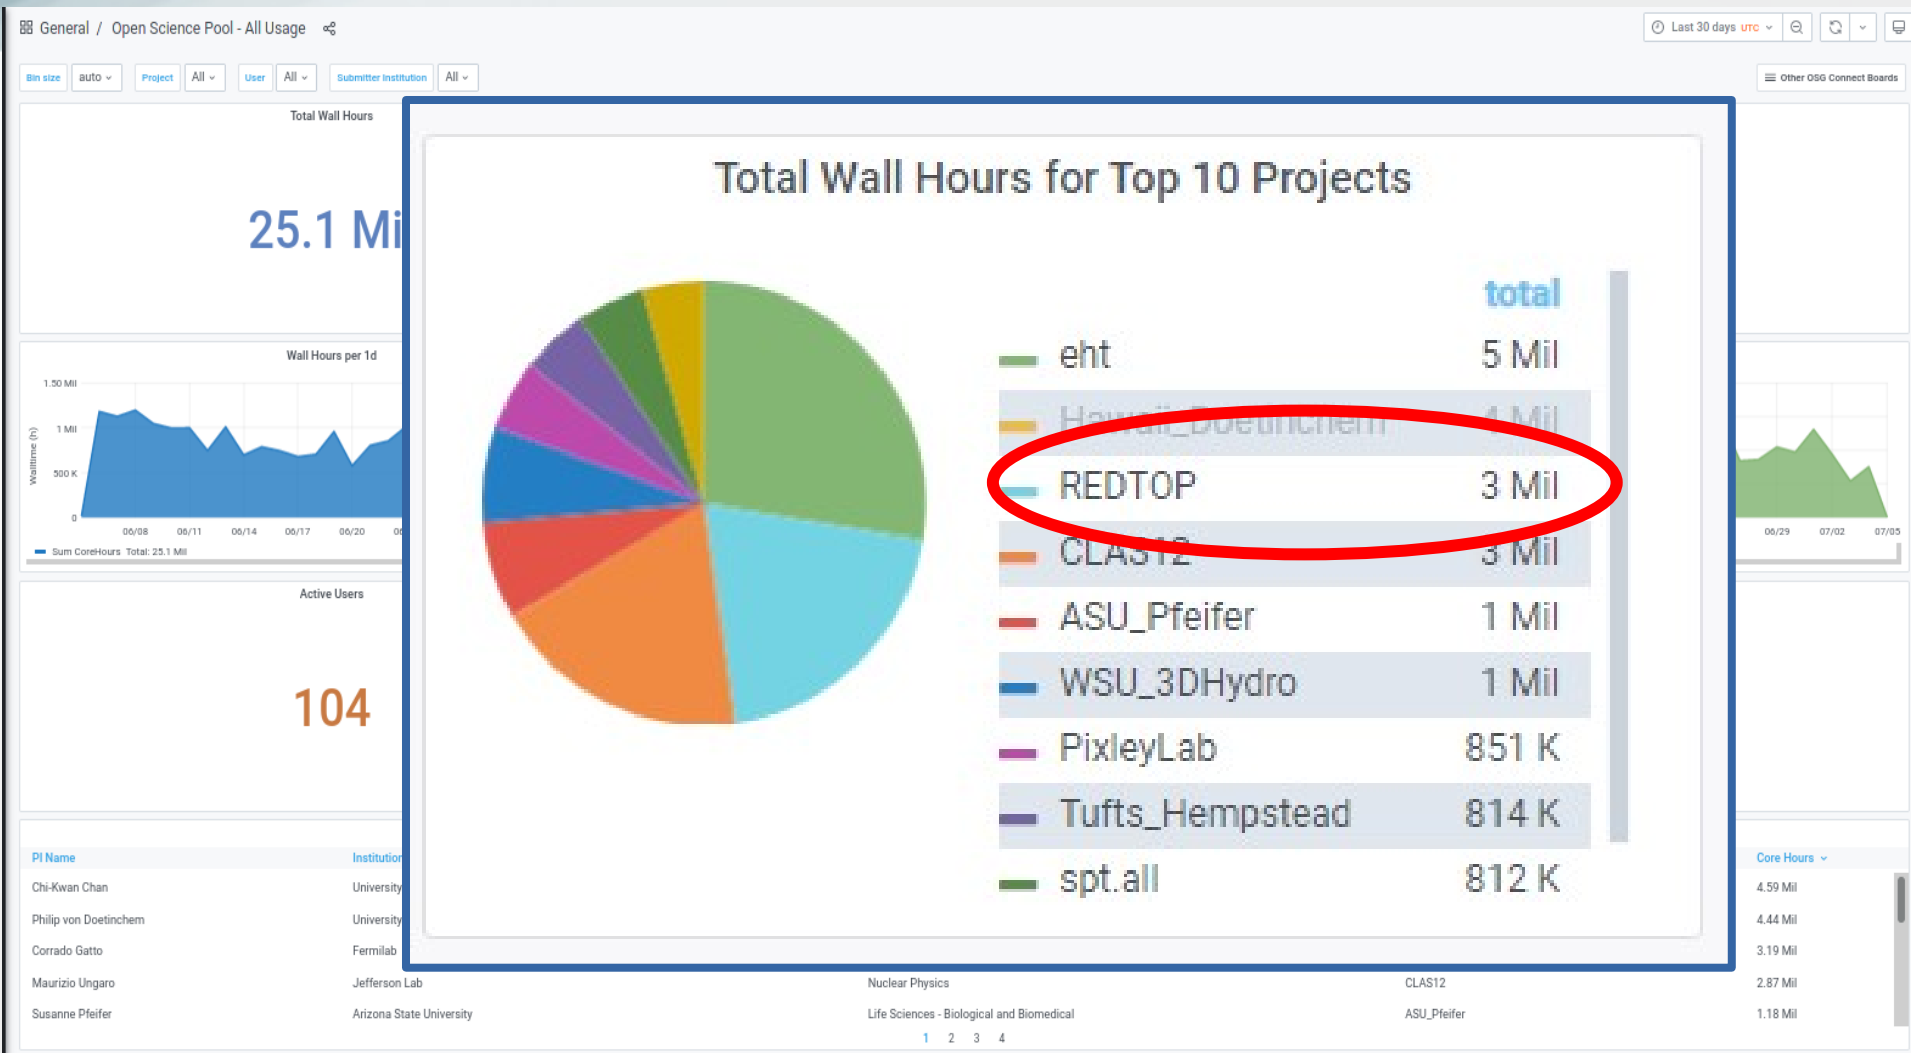 General / Open Science Pool - All Usage
Last 30 days UTC
Bin size auto Project All User All Submitter Institution All
Other OSG Connect Boards
Total Wall Hours
25.1 Mi
Wall Hours per 1d
1.50 Mil
1 Mil
500 K
0
Walltime (h)
06/08 06/11 06/14 06/17 06/20
Sum CoreHours Total: 25.1 Mil
Active Users
104
Total Wall Hours for Top 10 Projects
total
eht 5 Mil
Hawaii_Doetinchem 4 Mil
REDTOP 3 Mil
CLAS12 3 Mil
ASU_Pfeifer 1 Mil
WSU_3DHydro 1 Mil
PixleyLab 851 K
Tufts_Hempstead 814 K
spt.all 812 K
06/29 07/02 07/05
PI Name Institution Core Hours
Chi-Kwan Chan University 4.59 Mil
Philip von Doetinchem University 4.44 Mil
Corrado Gatto Fermilab 3.19 Mil
Maurizio Ungaro Jefferson Lab Nuclear Physics CLAS12 2.87 Mil
Susanne Pfeifer Arizona State University Life Sciences - Biological and Biomedical ASU_Pfeifer 1.18 Mil
1 2 3 4